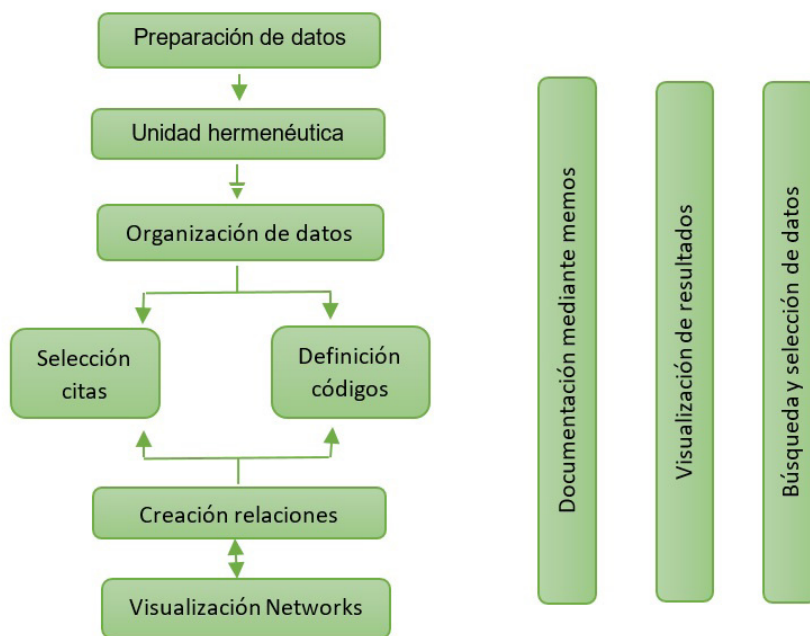 Preparación de datos
Unidad hermenéutica
Organización de datos
Selección
citas
Definición
códigos
Creación relaciones
Visualización Networks
Documentación mediante memos
Visualización de resultados
Búsqueda y selección de datos